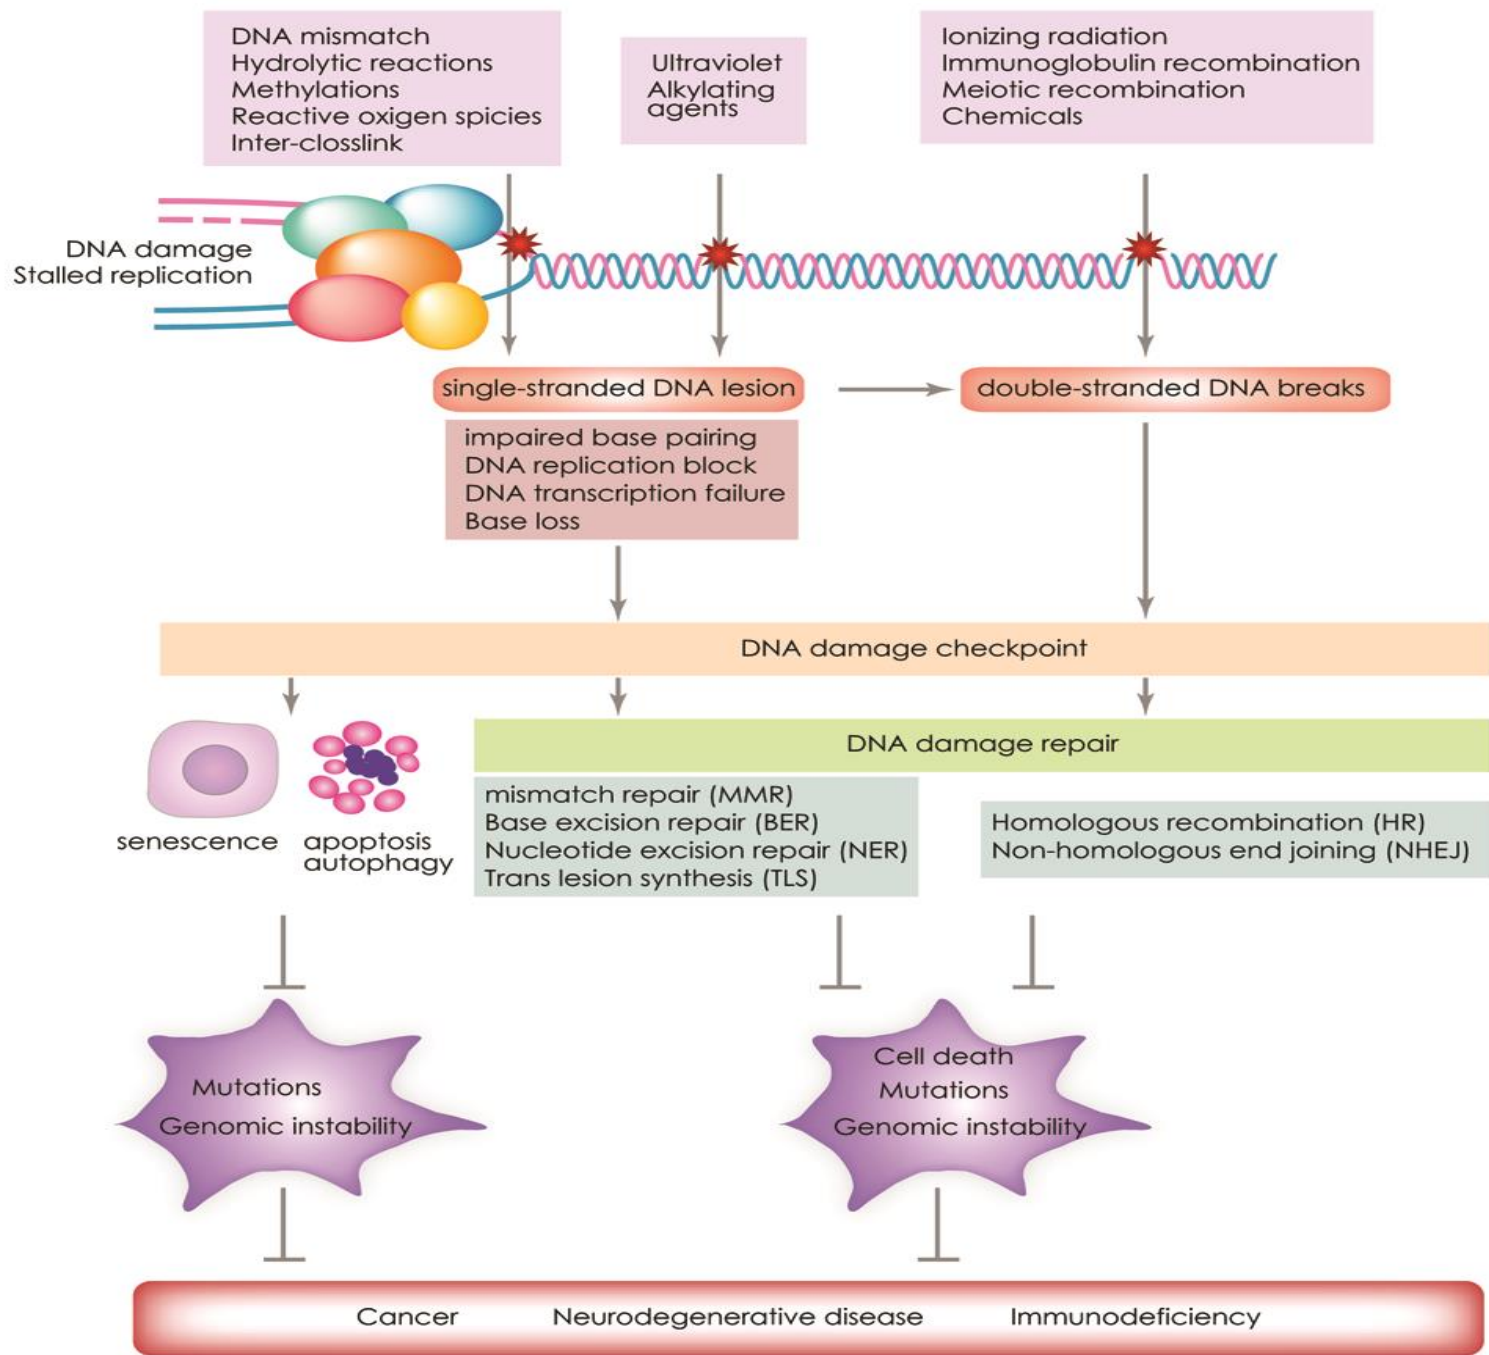 DNA mismatch
Hydrolytic reactions
Methylations
Reactive oxigen spicies
Inter-closslink
Ultraviolet
Alkylating
agents
Ionizing radiation
Immunoglobulin recombination
Meiotic recombination
Chemicals
DNA damage
Stalled replication
single-stranded DNA lesion
double-stranded DNA breaks
impaired base pairing
DNA replication block
DNA transcription failure
Base loss
DNA damage checkpoint
senescence
apoptosis
autophagy
DNA damage repair
mismatch repair (MMR)
Base excision repair (BER)
Nucleotide excision repair (NER)
Trans lesion synthesis (TLS)
Homologous recombination (HR)
Non-homologous end joining (NHEJ)
Mutations
Genomic instability
Cell death
Mutations
Genomic instability
Cancer Neurodegenerative disease Immunodeficiency